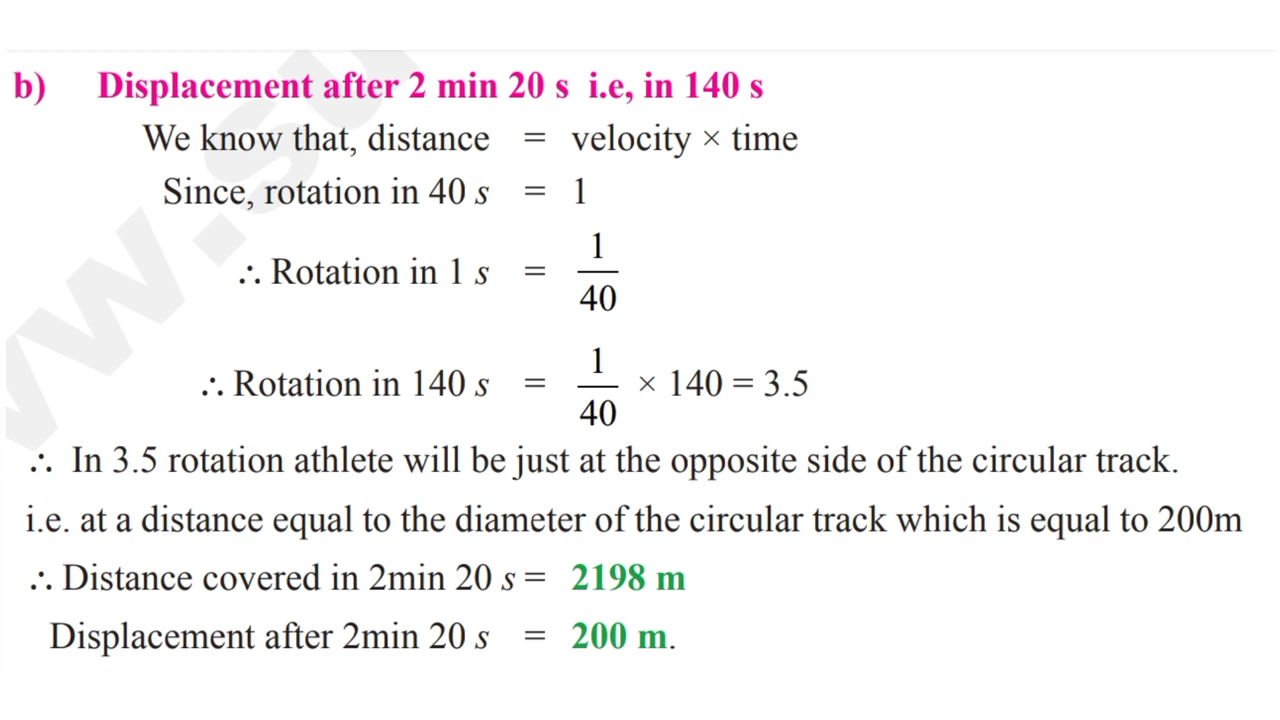 b) Displacement after 2 min 20 s i.e, in 140 s
We know that, distance = velocity × time
Since, rotation in 40 s = 1
∴ Rotation in 1 s = 1/40
∴ Rotation in 140 s = 1/40 × 140 = 3.5
∴ In 3.5 rotation athlete will be just at the opposite side of the circular track.
i.e. at a distance equal to the diameter of the circular track which is equal to 200m
∴ Distance covered in 2min 20 s = 2198 m
Displacement after 2min 20 s = 200 m.